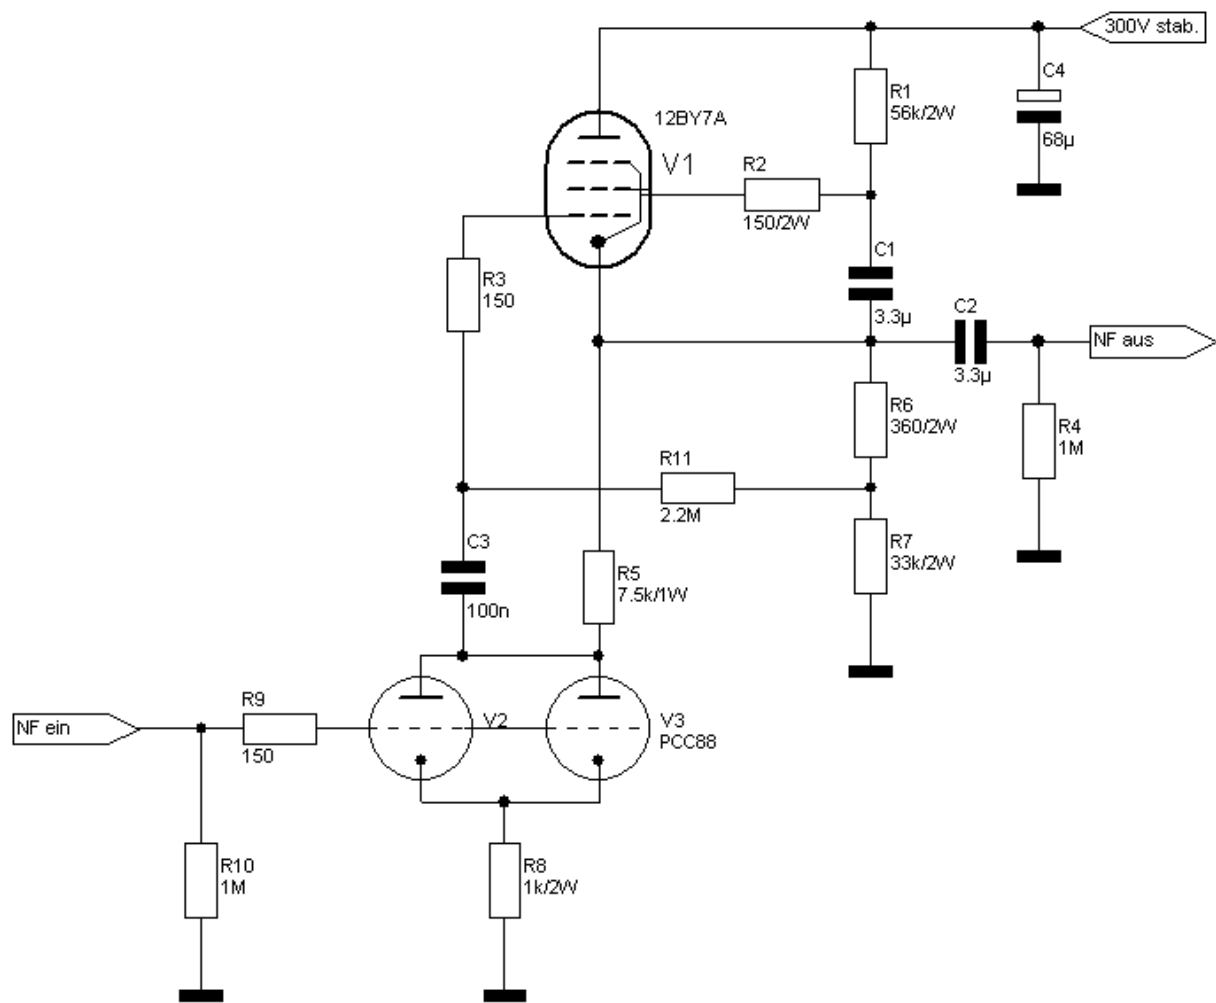 300V stab.
C4
68µ
R1
56k/2W
12BY7A
V1
R2
150/2W
C1
3.3µ
R3
150
C2
3.3µ
NF aus
R6
360/2W
R4
1M
R11
2.2M
R7
33k/2W
C3
100n
R5
7.5k/1W
NF ein
R9
150
V2
V3
PCC88
R10
1M
R8
1k/2W